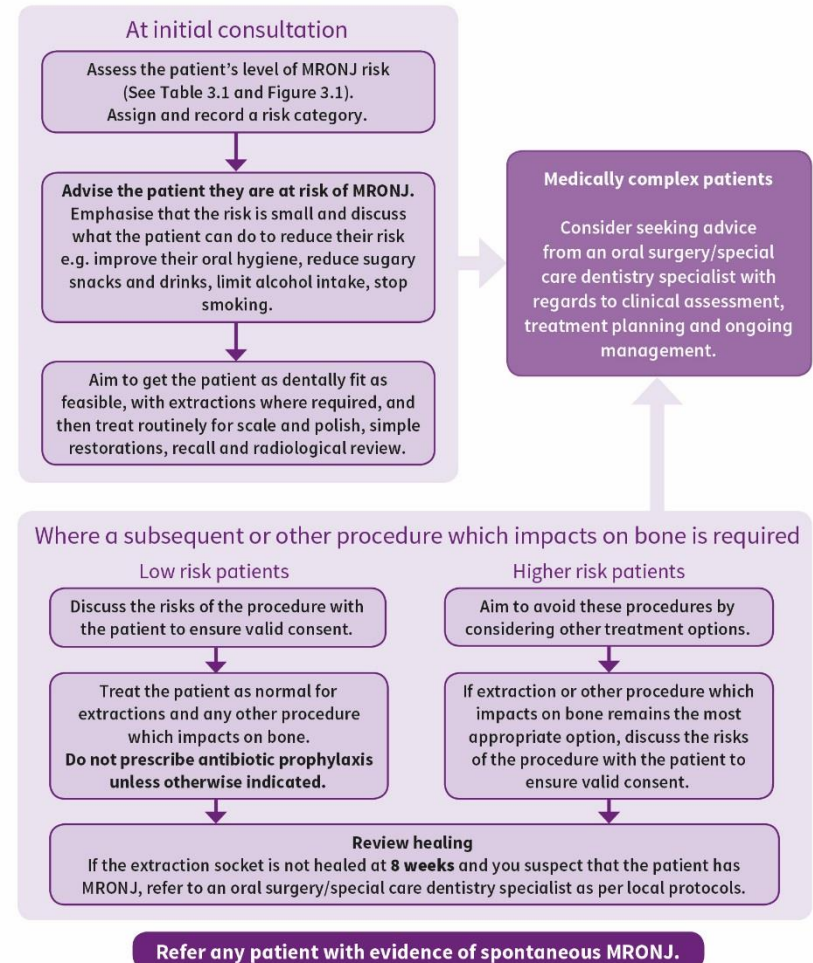 At initial consultation
Assess the patient's level of MRONJ risk
(See Table 3.1 and Figure 3.1).
Assign and record a risk category.
Advise the patient they are at risk of MRONJ.
Emphasise that the risk is small and discuss
what the patient can do to reduce their risk
e.g. improve their oral hygiene, reduce sugary
snacks and drinks, limit alcohol intake, stop
smoking.
Aim to get the patient as dentally fit as
feasible, with extractions where required, and
then treat routinely for scale and polish, simple
restorations, recall and radiological review.
Medically complex patients
Consider seeking advice
from an oral surgery/special
care dentistry specialist with
regards to clinical assessment,
treatment planning and ongoing
management.
Where a subsequent or other procedure which impacts on bone is required
Low risk patients
Discuss the risks of the procedure with
the patient to ensure valid consent.
Treat the patient as normal for
extractions and any other procedure
which impacts on bone.
Do not prescribe antibiotic prophylaxis
unless otherwise indicated.
Higher risk patients
Aim to avoid these procedures by
considering other treatment options.
If extraction or other procedure which
impacts on bone remains the most
appropriate option, discuss the risks
of the procedure with the patient to
ensure valid consent.
Review healing
If the extraction socket is not healed at 8 weeks and you suspect that the patient has
MRONJ, refer to an oral surgery/special care dentistry specialist as per local protocols.
Refer any patient with evidence of spontaneous MRONJ.